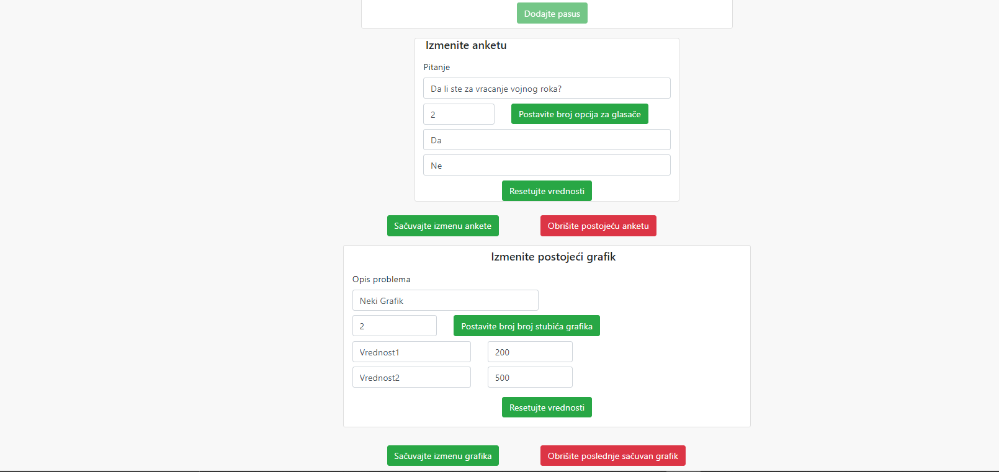 Dodajte pasus
Izmenite anketu
Pitanje
Da li ste za vracanje vojnog roka?
2 Postavite broj opcija za glasače
Da
Ne
Resetujte vrednosti
Sačuvajte izmenu ankete Obrišite postojeću anketu
Izmenite postojeći grafik
Opis problema
Neki Grafik
2 Postavite broj broj stubića grafika
Vrednost1 200
Vrednost2 500
Resetujte vrednosti
Sačuvajte izmenu grafika Obrišite poslednje sačuvan grafik